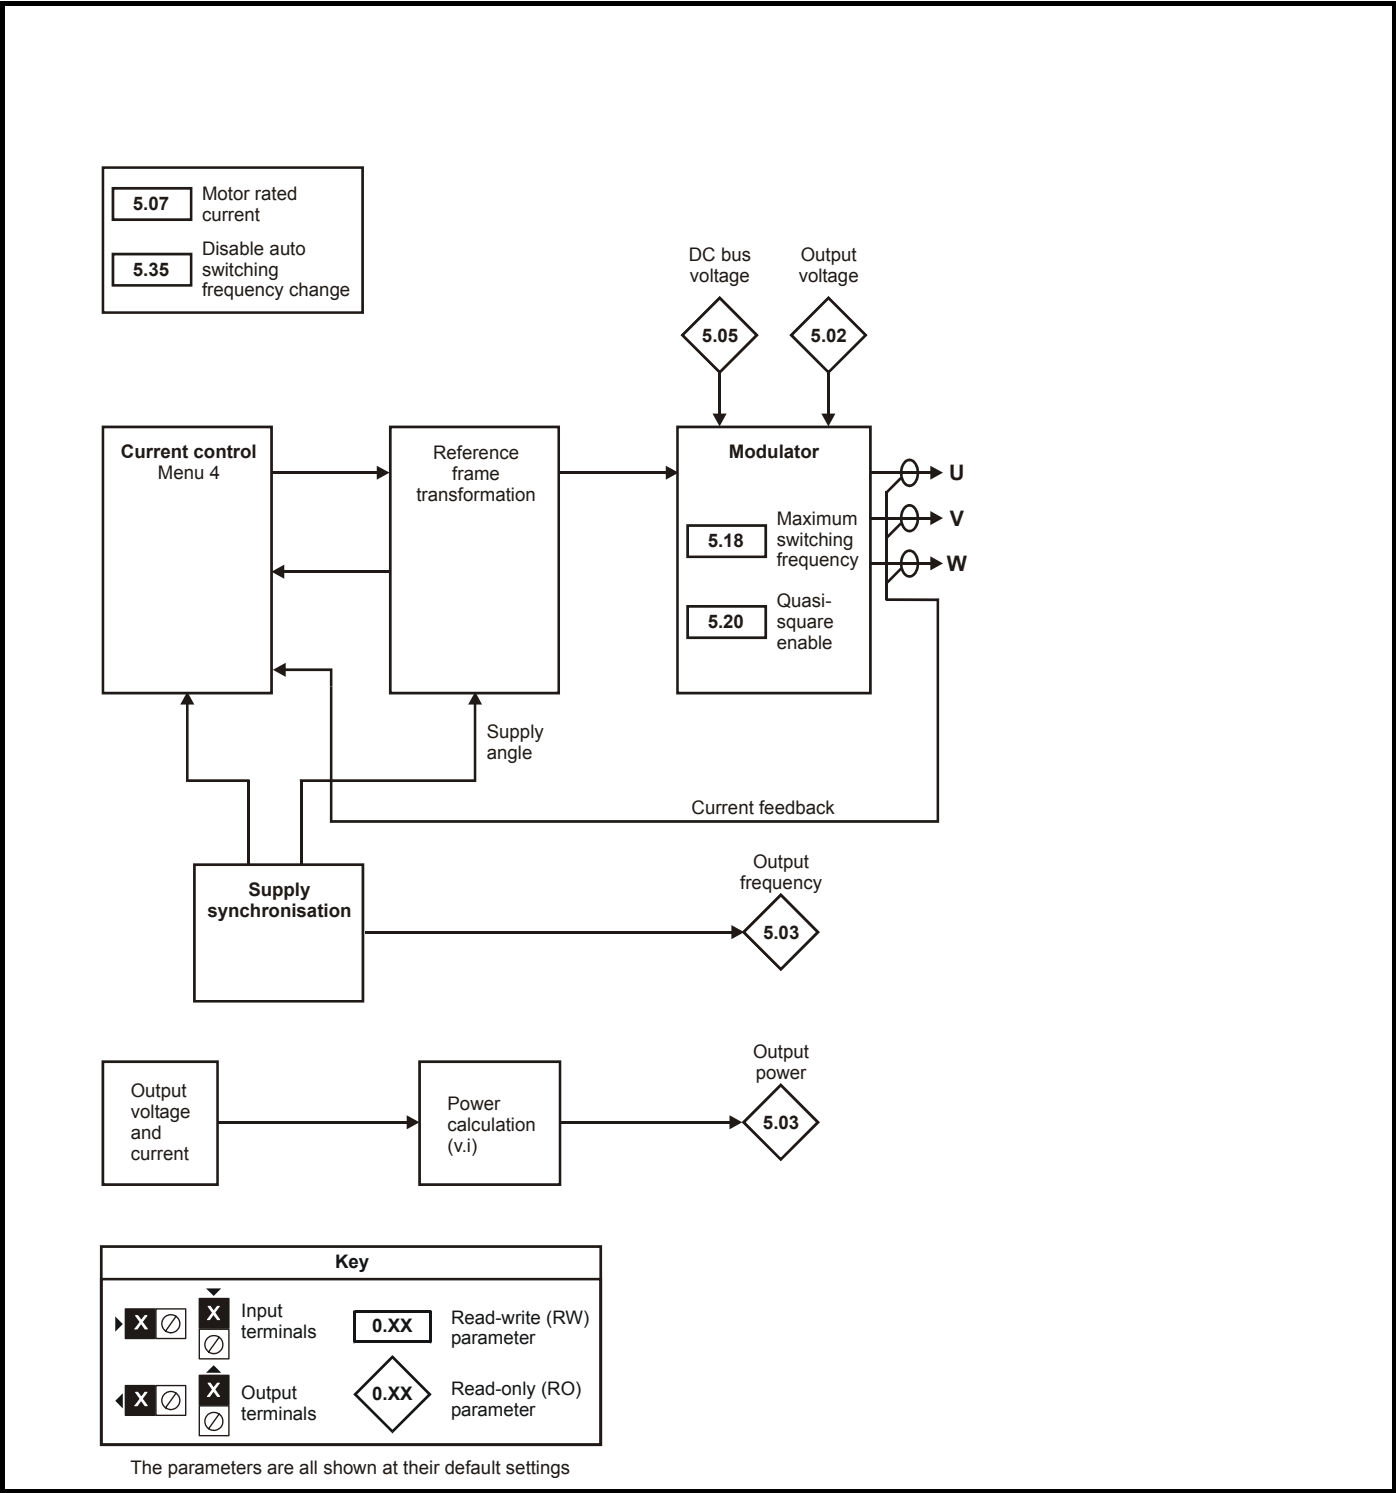 5.07
Motor rated
current
5.35
Disable auto
switching
frequency change
DC bus
voltage
5.05
Output
voltage
5.02
Current control
Menu 4
Reference
frame
transformation
Modulator
5.18
Maximum
switching
frequency
5.20
Quasi-
square
enable
U
V
W
Supply
angle
Current feedback
Supply
synchronisation
Output
frequency
5.03
Output
voltage
and
current
Power
calculation
(v.i)
Output
power
5.03
Key
X
X
Input
terminals
0.XX
Read-write (RW)
parameter
X
X
Output
terminals
0.XX
Read-only (RO)
parameter
The parameters are all shown at their default settings